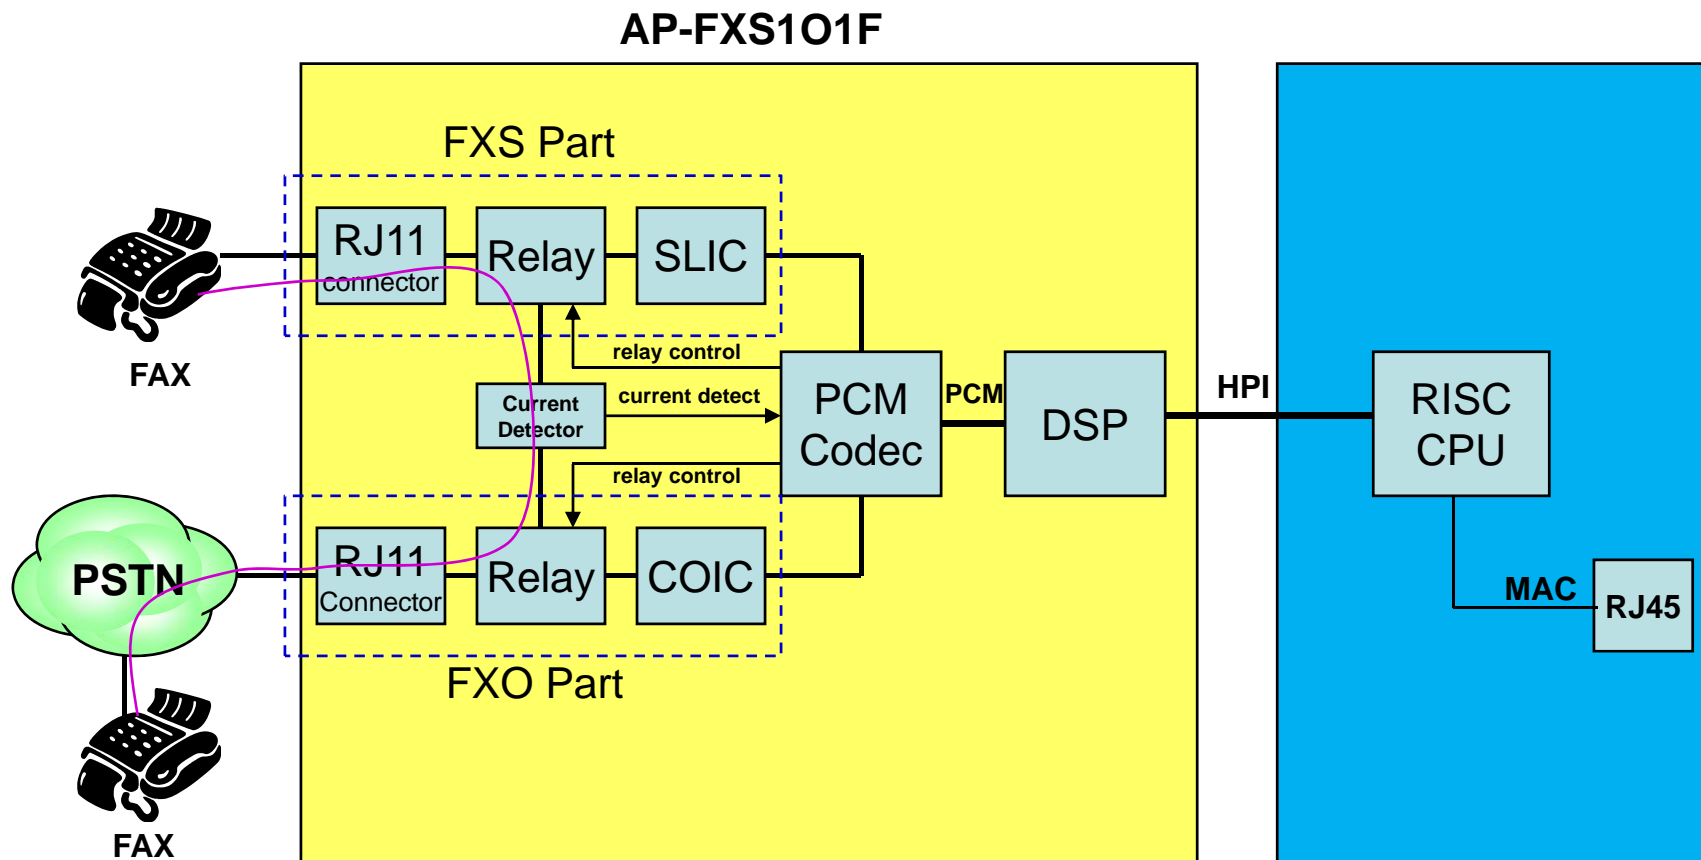 AP-FXS1O1F
FXS Part
RJ11
connector
Relay
SLIC
FAX
relay control
Current
Detector
current detect
PCM
Codec
PCM
DSP
HPI
RISC
CPU
relay control
PSTN
RJ11
Connector
Relay
COIC
MAC
RJ45
FXO Part
FAX